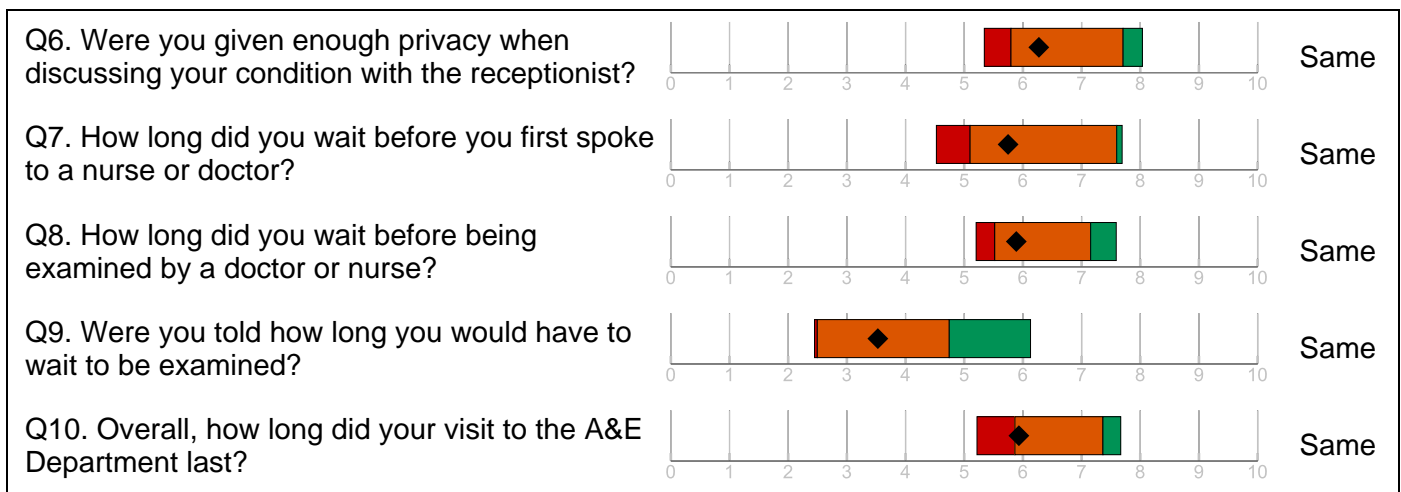 Q6. Were you given enough privacy when
discussing your condition with the receptionist?
0 1 2 3 4 5 6 7 8 9 10
Same
Q7. How long did you wait before you first spoke
to a nurse or doctor?
0 1 2 3 4 5 6 7 8 9 10
Same
Q8. How long did you wait before being
examined by a doctor or nurse?
0 1 2 3 4 5 6 7 8 9 10
Same
Q9. Were you told how long you would have to
wait to be examined?
0 1 2 3 4 5 6 7 8 9 10
Same
Q10. Overall, how long did your visit to the A&E
Department last?
0 1 2 3 4 5 6 7 8 9 10
Same